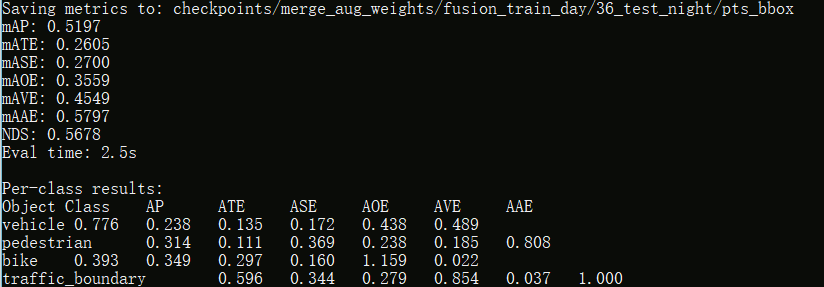 Saving metrics to: checkpoints/merge_aug_weights/fusion_train_day/36_test_night/pts_bbox
mAP: 0.5197
mATE: 0.2605
mASE: 0.2700
mAOE: 0.3559
mAVE: 0.4549
mAAE: 0.5797
NDS: 0.5678
Eval time: 2.5s

Per-class results:
Object Class AP ATE ASE AOE AVE AAE
vehicle 0.776 0.238 0.135 0.172 0.438 0.489
pedestrian 0.314 0.111 0.369 0.238 0.185 0.808
bike 0.393 0.349 0.297 0.160 1.159 0.022
traffic_boundary 0.596 0.344 0.279 0.854 0.037 1.000